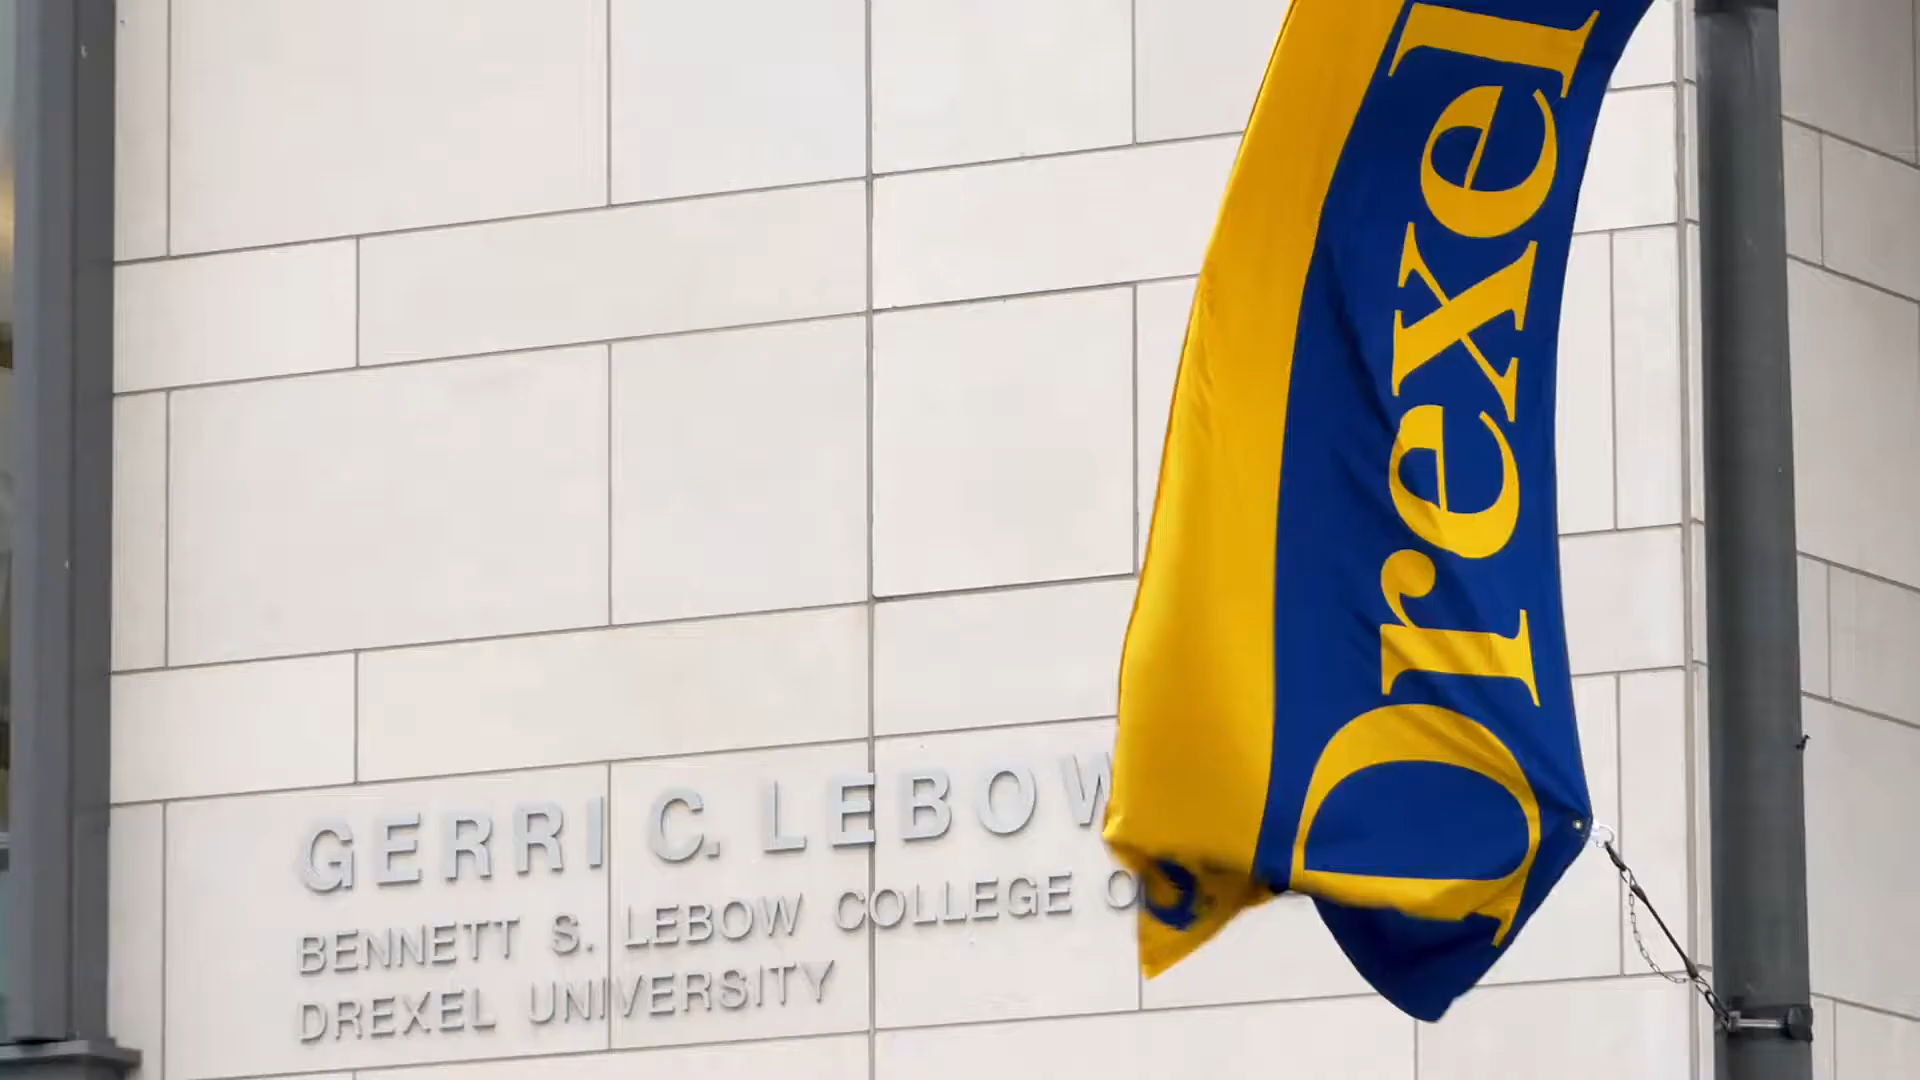 GERRI C. LEBOW
BENNETT S. LEBOW COLLEGE
DREXEL UNIVERSITY
Drexel